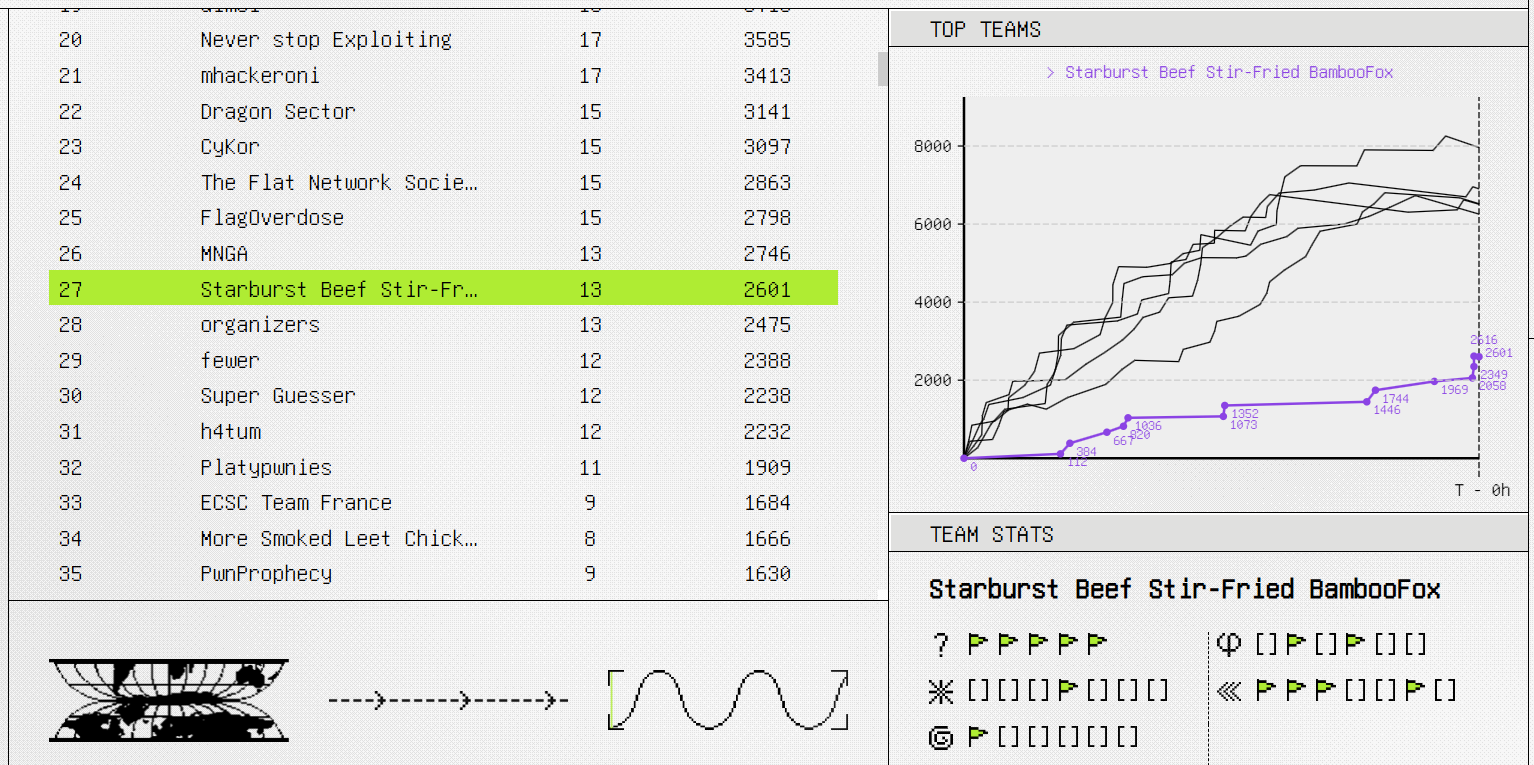 20 Never stop Exploiting 17 3585
21 mhackeroni 17 3413
22 Dragon Sector 15 3141
23 CyKor 15 3097
24 The Flat Network Socie… 15 2863
25 FlagOverdose 15 2798
26 MNGA 13 2746
27 Starburst Beef Stir-Fr… 13 2601
28 organizers 13 2475
29 fewer 12 2388
30 Super Guesser 12 2238
31 h4tum 12 2232
32 Platypwnies 11 1909
33 ECSC Team France 9 1684
34 More Smoked Leet Chick… 8 1666
35 PwnProphecy 9 1630
TOP TEAMS
> Starburst Beef Stir-Fried BambooFox
8000
6000
4000
2000
0
112
384
667
820
1036
1073
1352
1446
1744
1969
2058
2349
2616
2601
T - 0h
TEAM STATS
Starburst Beef Stir-Fried BambooFox
?